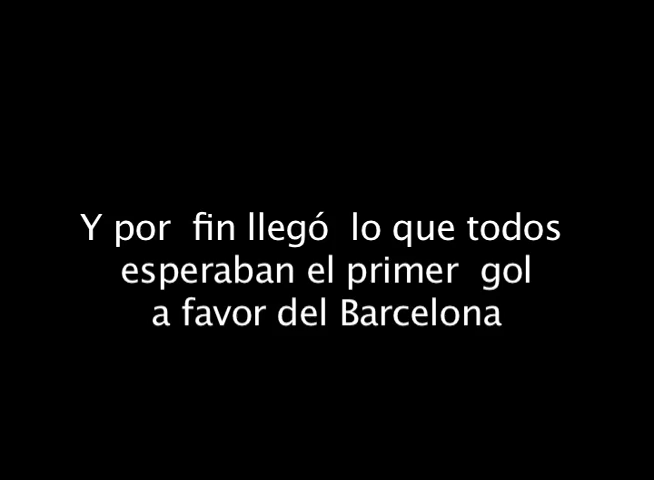 Y por  fin llegó  lo que todos
esperaban el primer  gol
a favor del Barcelona